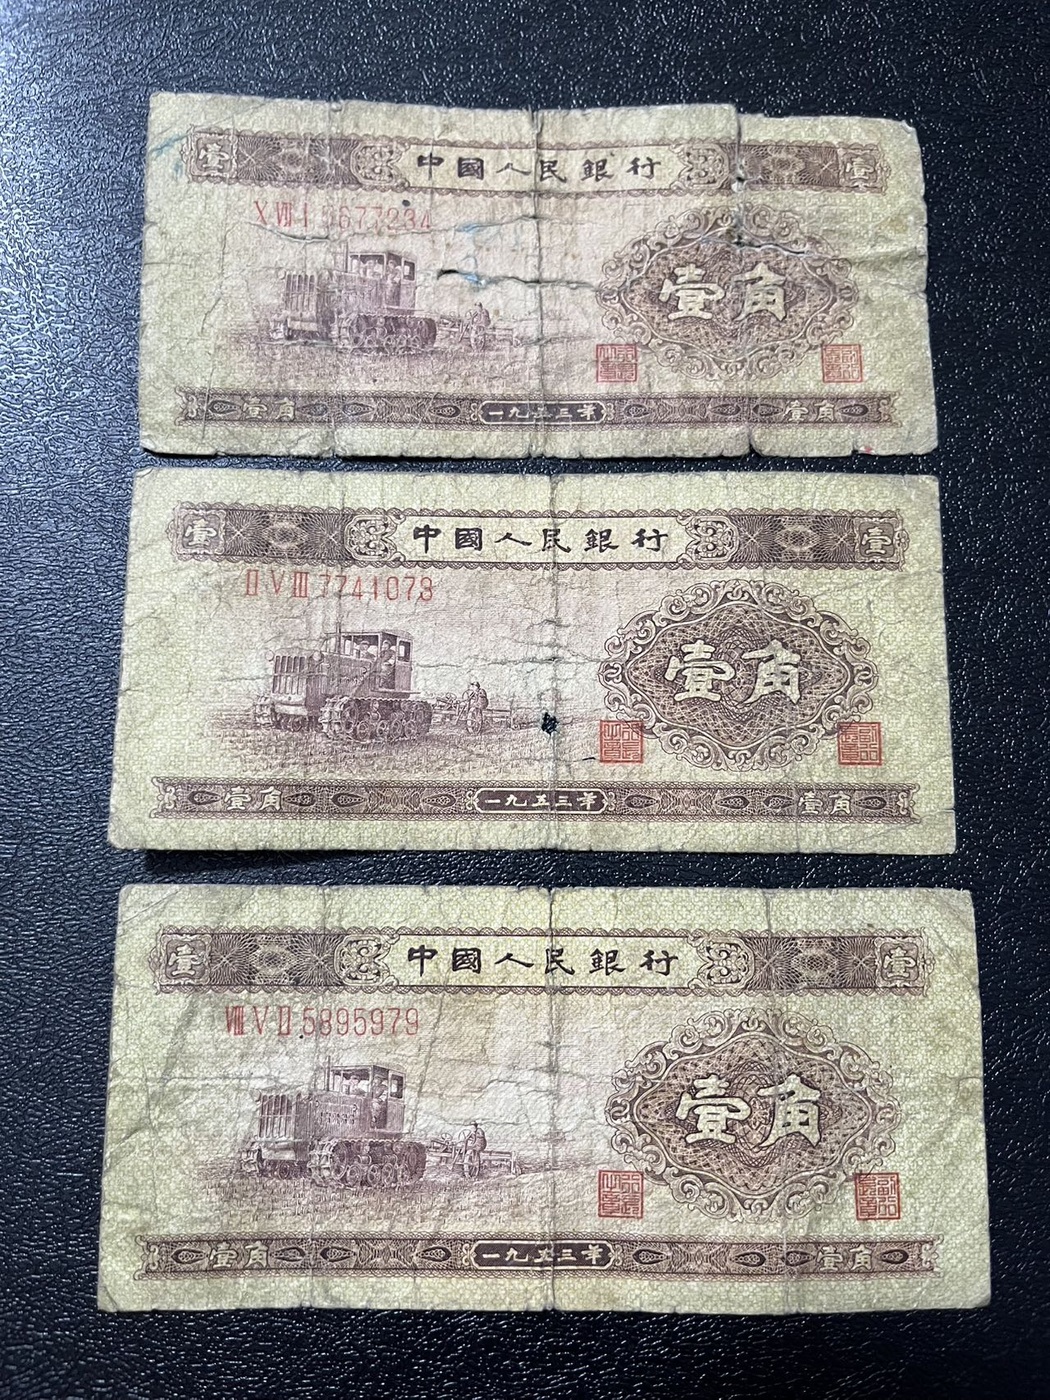 壹 中國人民銀行 壹
677234
壹角
壹角 一九五三年 壹角
壹 中國人民銀行 壹
ⅡⅤⅢ 7741073
壹角
壹角 一九五三年 壹角
壹 中國人民銀行 壹
ⅧⅤⅡ 5895979
壹角
壹角 一九五三年 壹角